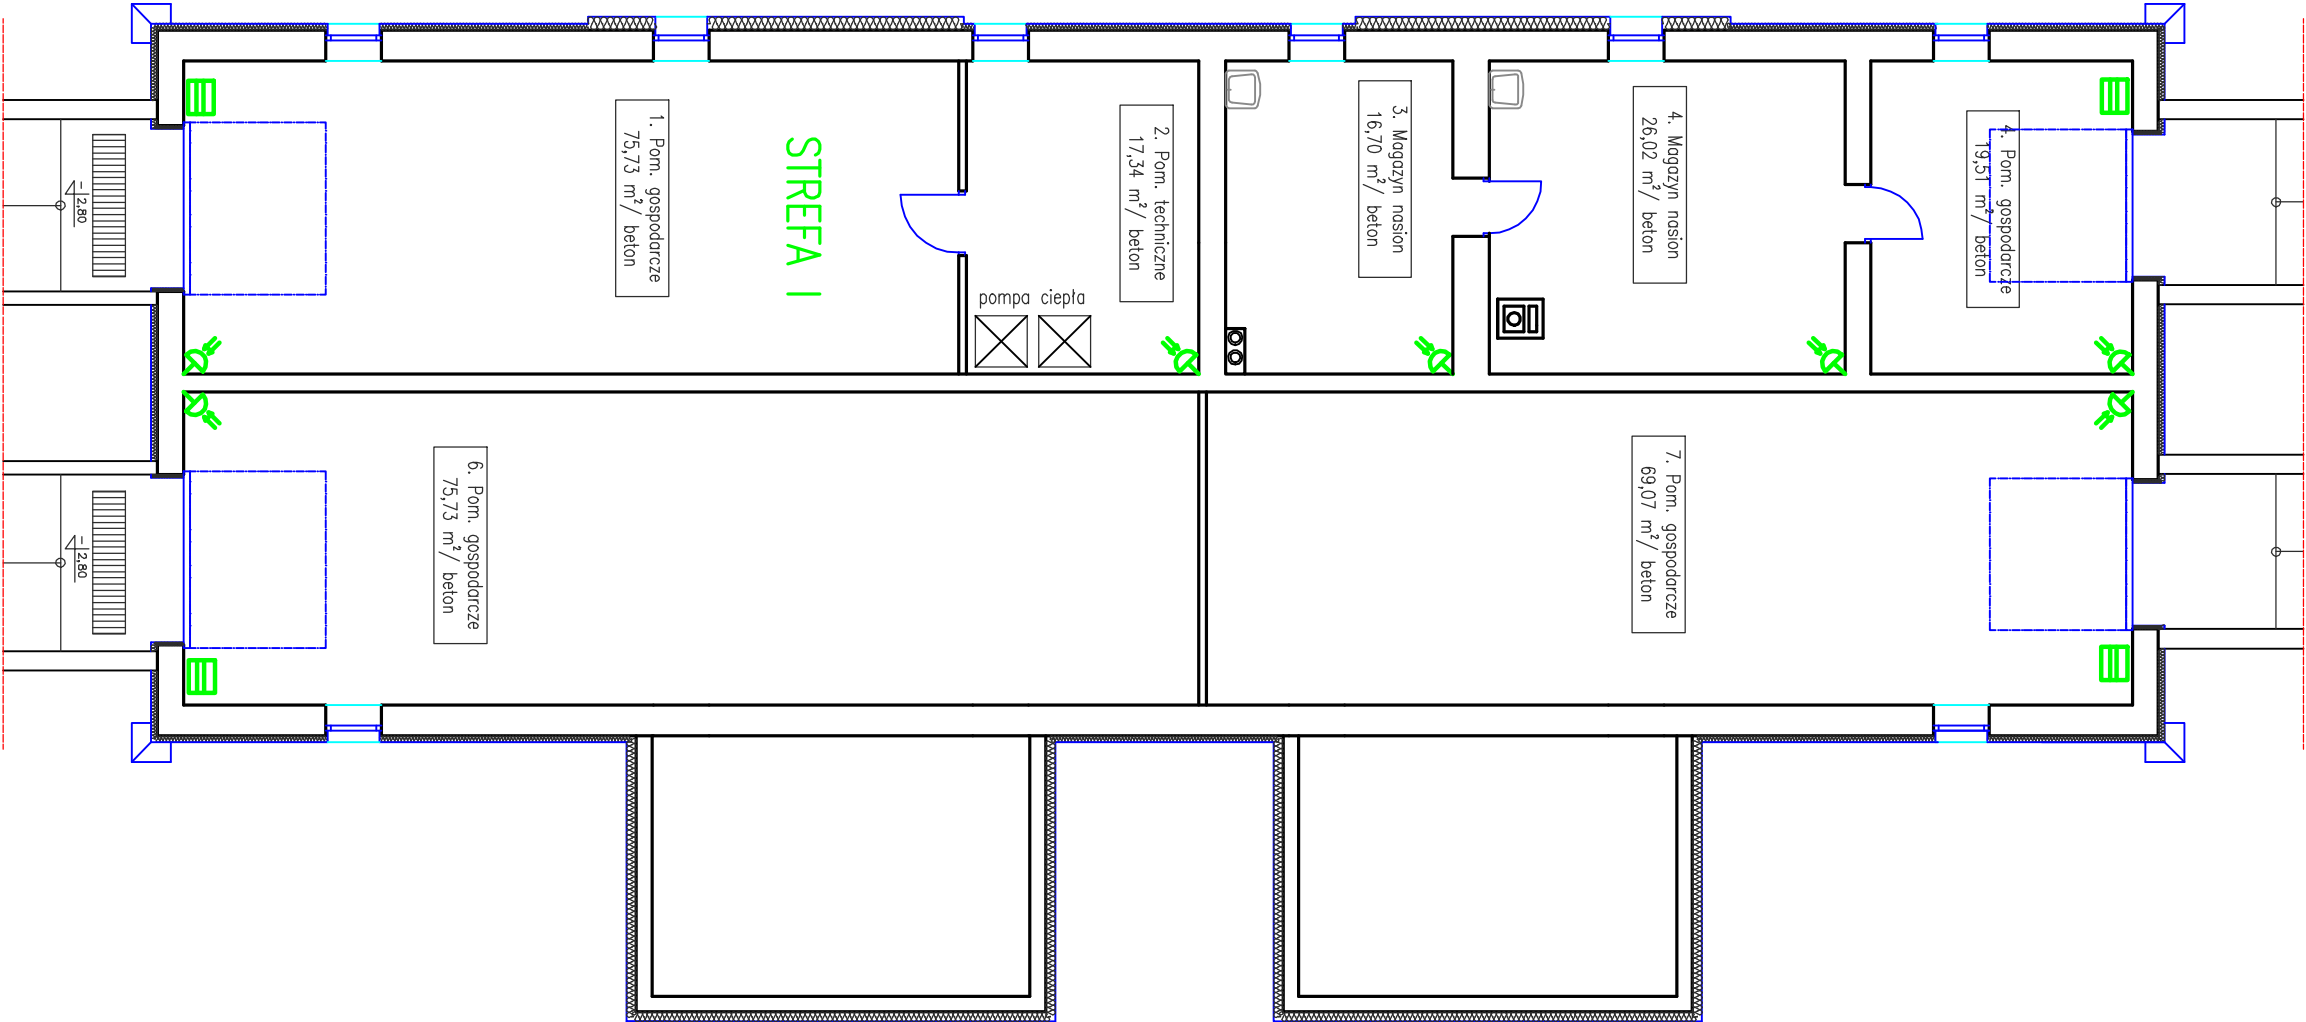 1. Pom. gospodarcze
75,73 m²/ beton
STREFA I
2. Pom. techniczne
17,34 m²/ beton
pompa ciepła
3. Magazyn nasion
16,70 m²/ beton
4. Magazyn nasion
26,02 m²/ beton
4. Pom. gospodarcze
19,51 m²/ beton
6. Pom. gospodarcze
75,73 m²/ beton
7. Pom. gospodarcze
69,07 m²/ beton
- 2,80
- 2,80